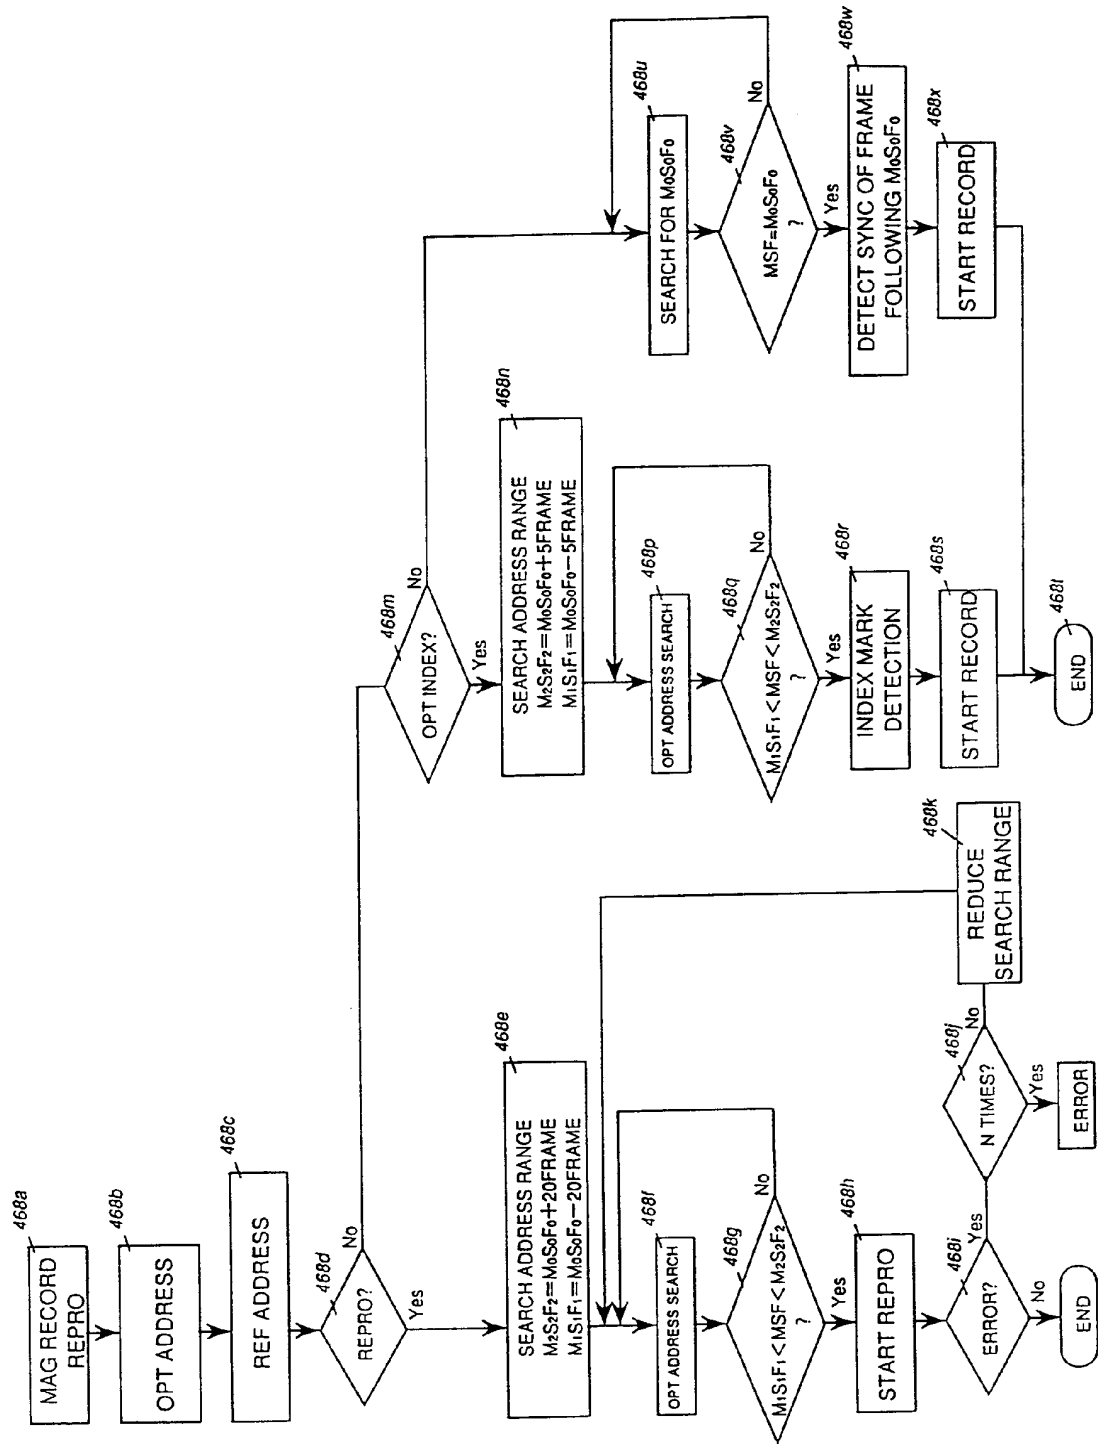 468a
MAG RECORD
REPRO
468b
OPT ADDRESS
468c
REF ADDRESS
468d
REPRO?
No
Yes
468e
SEARCH ADDRESS RANGE
M₂S₂F₂=M₀S₀F₀+20FRAME
M₁S₁F₁=M₀S₀F₀−20FRAME
468f
OPT ADDRESS SEARCH
468g
M₁S₁F₁<MSF<M₂S₂F₂
?
No
Yes
468h
START REPRO
468i
ERROR?
Yes
No
END
468j
N TIMES?
No
Yes
ERROR
468k
REDUCE
SEARCH RANGE
468m
OPT INDEX?
No
Yes
468n
SEARCH ADDRESS RANGE
M₂S₂F₂=M₀S₀F₀+5FRAME
M₁S₁F₁=M₀S₀F₀−5FRAME
468p
OPT ADDRESS SEARCH
468q
M₁S₁F₁<MSF<M₂S₂F₂
?
No
Yes
468r
INDEX MARK
DETECTION
468s
START RECORD
468t
END
468u
SEARCH FOR M₀S₀F₀
468v
MSF=M₀S₀F₀
?
No
Yes
468w
DETECT SYNC OF FRAME
FOLLOWING M₀S₀F₀
468x
START RECORD